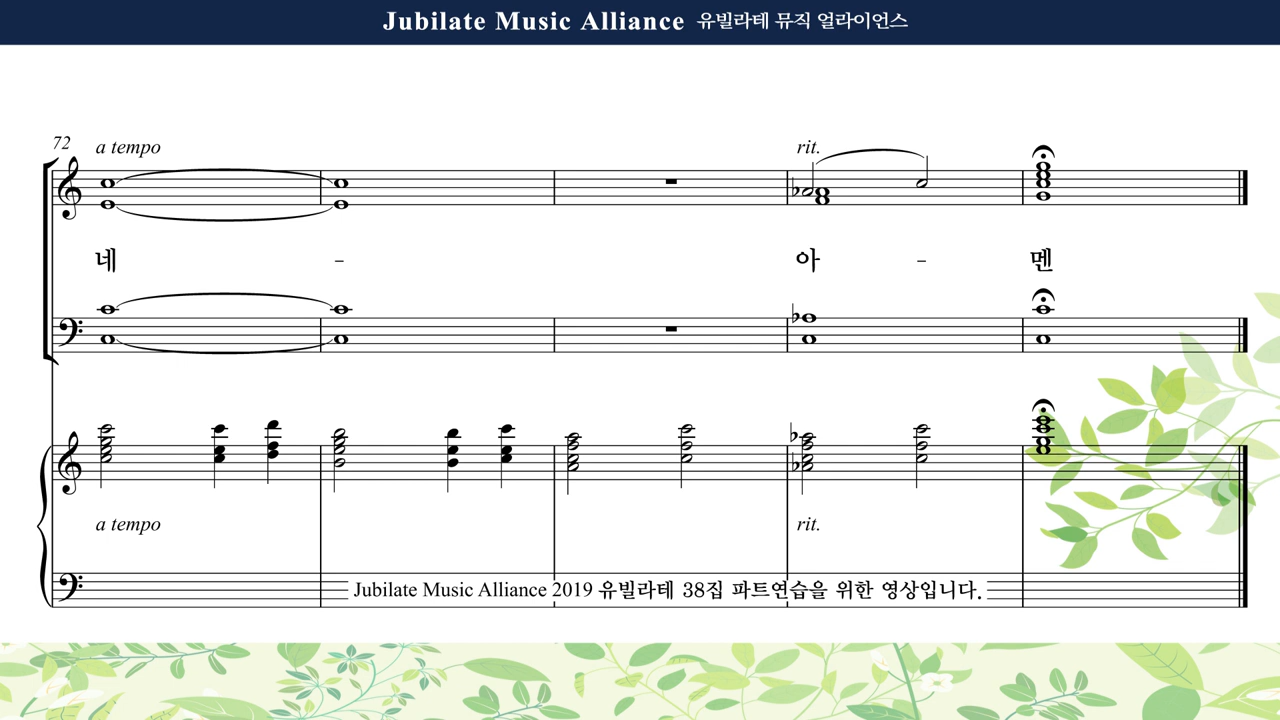 Jubilate Music Alliance 유빌라테 뮤직 얼라이언스
72 a tempo rit.
네 - 아 - 멘
a tempo rit.
Jubilate Music Alliance 2019 유빌라테 38집 파트연습을 위한 영상입니다.